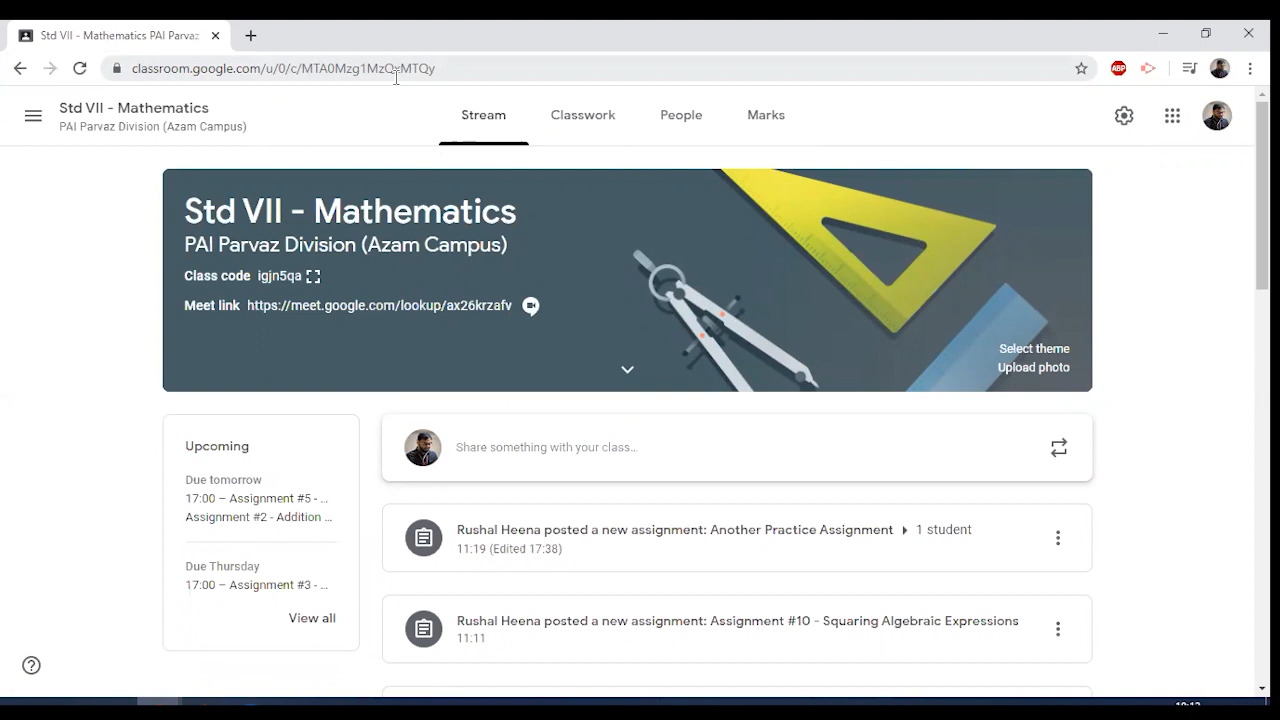 Std VII - Mathematics PAI Parvaz
classroom.google.com/u/0/c/MTA0Mzg1MzQxMTQy
Std VII - Mathematics
PAI Parvaz Division (Azam Campus)
Stream
Classwork
People
Marks
Std VII - Mathematics
PAI Parvaz Division (Azam Campus)
Class code igjn5qa
Meet link https://meet.google.com/lookup/ax26krzafv
Select theme
Upload photo
Upcoming
Due tomorrow
17:00 – Assignment #5 - ...
Assignment #2 - Addition ...
Due Thursday
17:00 – Assignment #3 - ...
View all
Share something with your class...
Rushal Heena posted a new assignment: Another Practice Assignment 1 student
11:19 (Edited 17:38)
Rushal Heena posted a new assignment: Assignment #10 - Squaring Algebraic Expressions
11:11
ABP